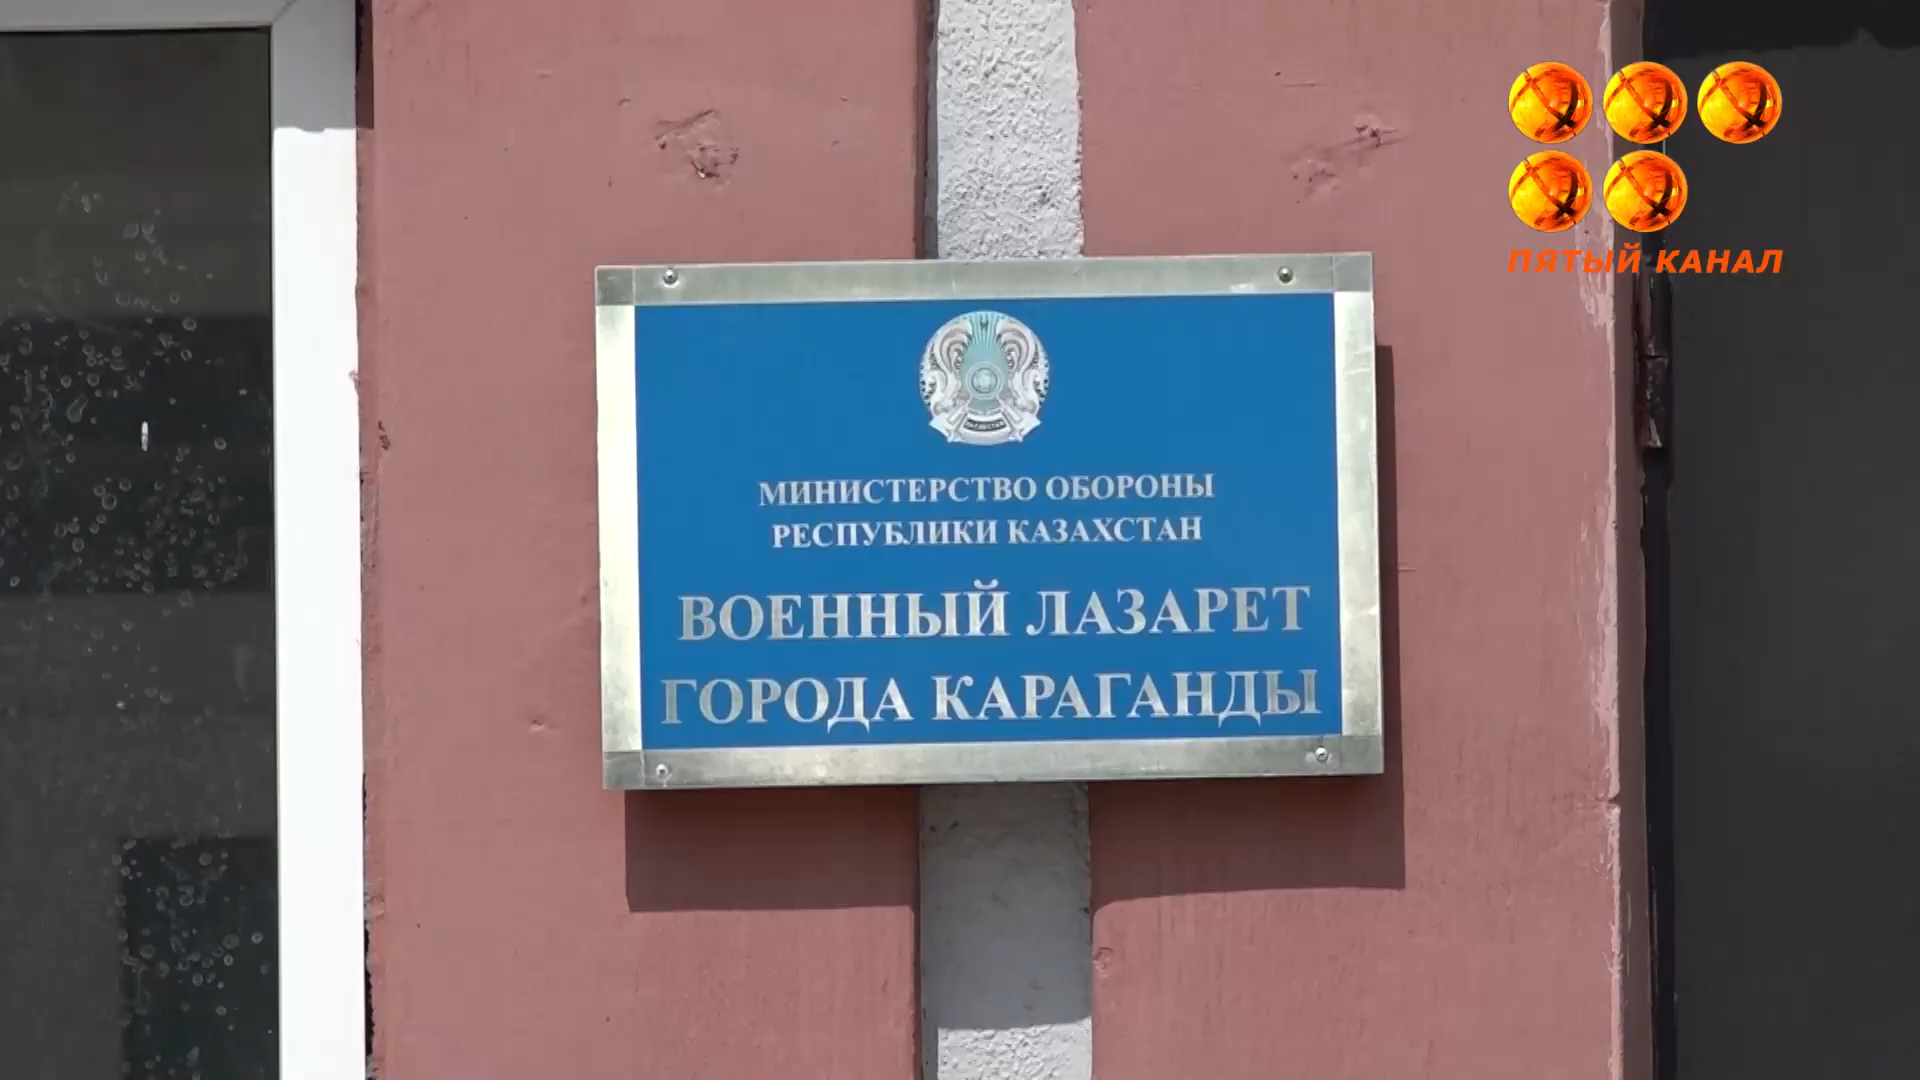 ПЯТЫЙ КАНАЛ
МИНИСТЕРСТВО ОБОРОНЫ
РЕСПУБЛИКИ КАЗАХСТАН
ВОЕННЫЙ ЛАЗАРЕТ
ГОРОДА КАРАГАНДЫ